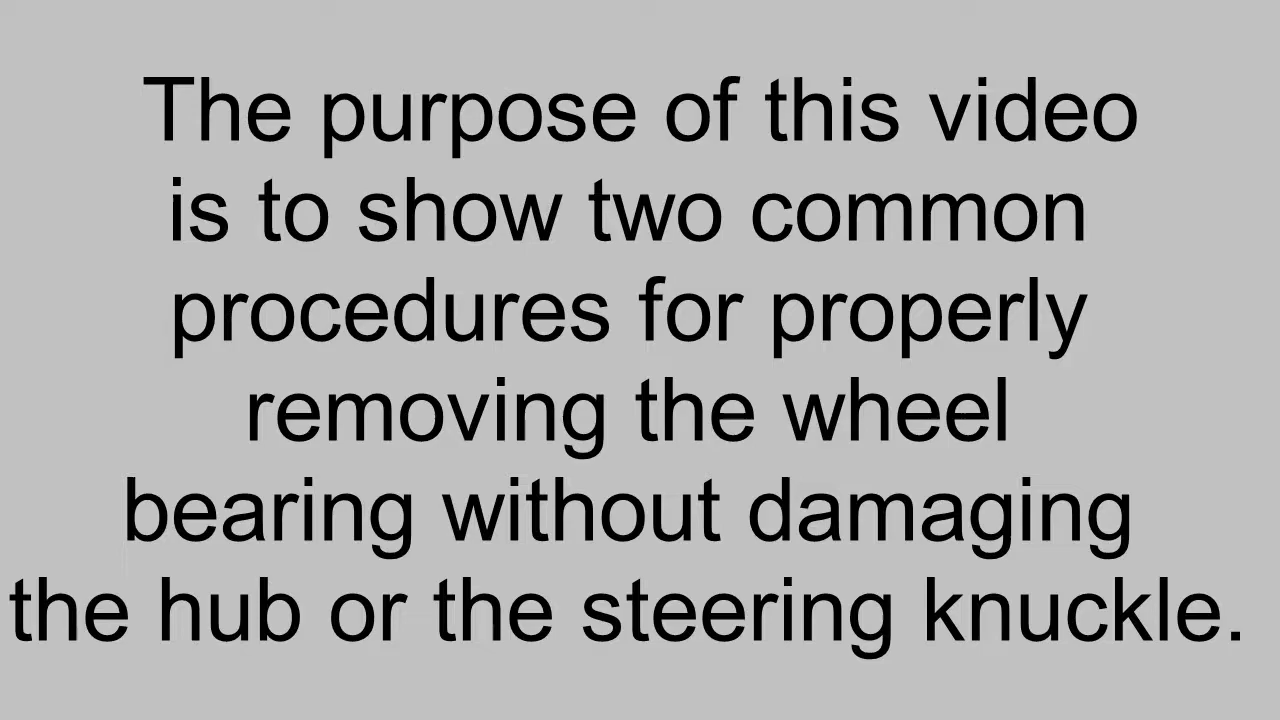 The purpose of this video
is to show two common
procedures for properly
removing the wheel
bearing without damaging
the hub or the steering knuckle.